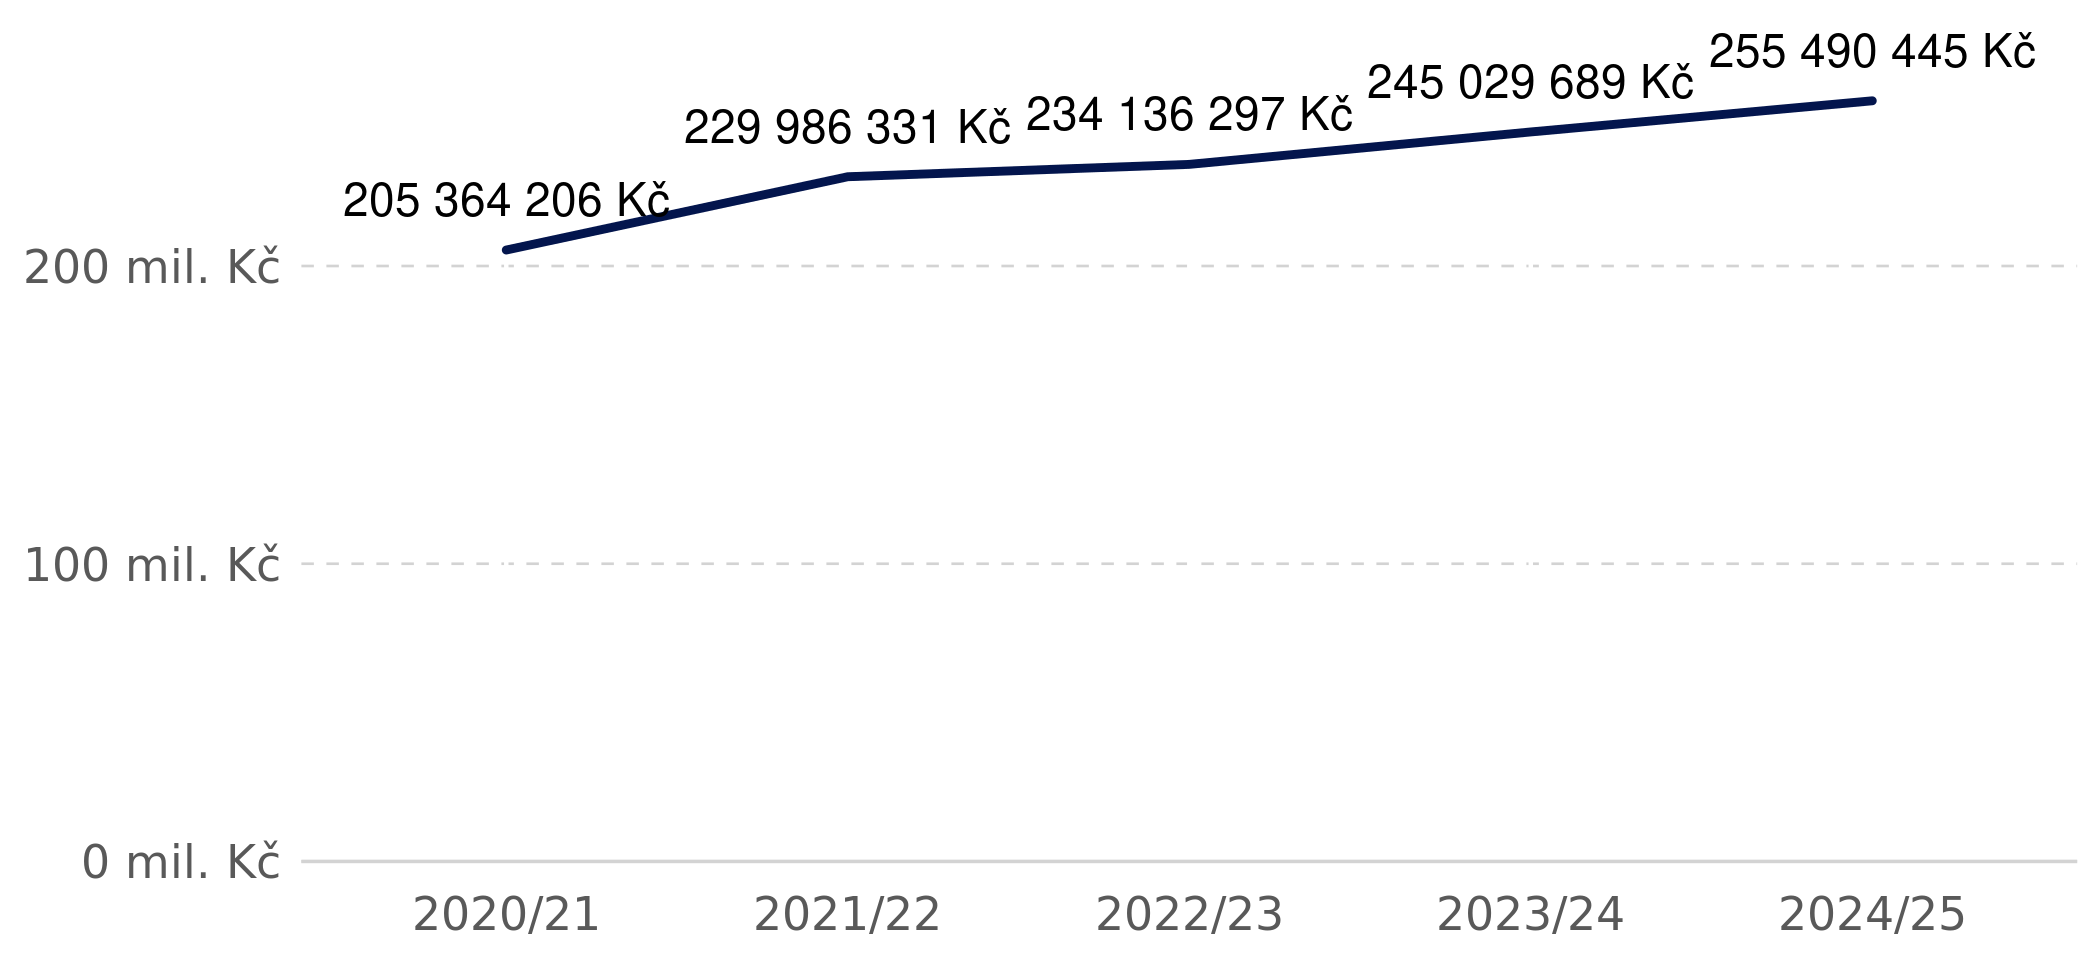 255 490 445 Kč
245 029 689 Kč
234 136 297 Kč
229 986 331 Kč
205 364 206 Kč
200 mil. Kč
100 mil. Kč
0 mil. Kč
2020/21 2021/22 2022/23 2023/24 2024/25